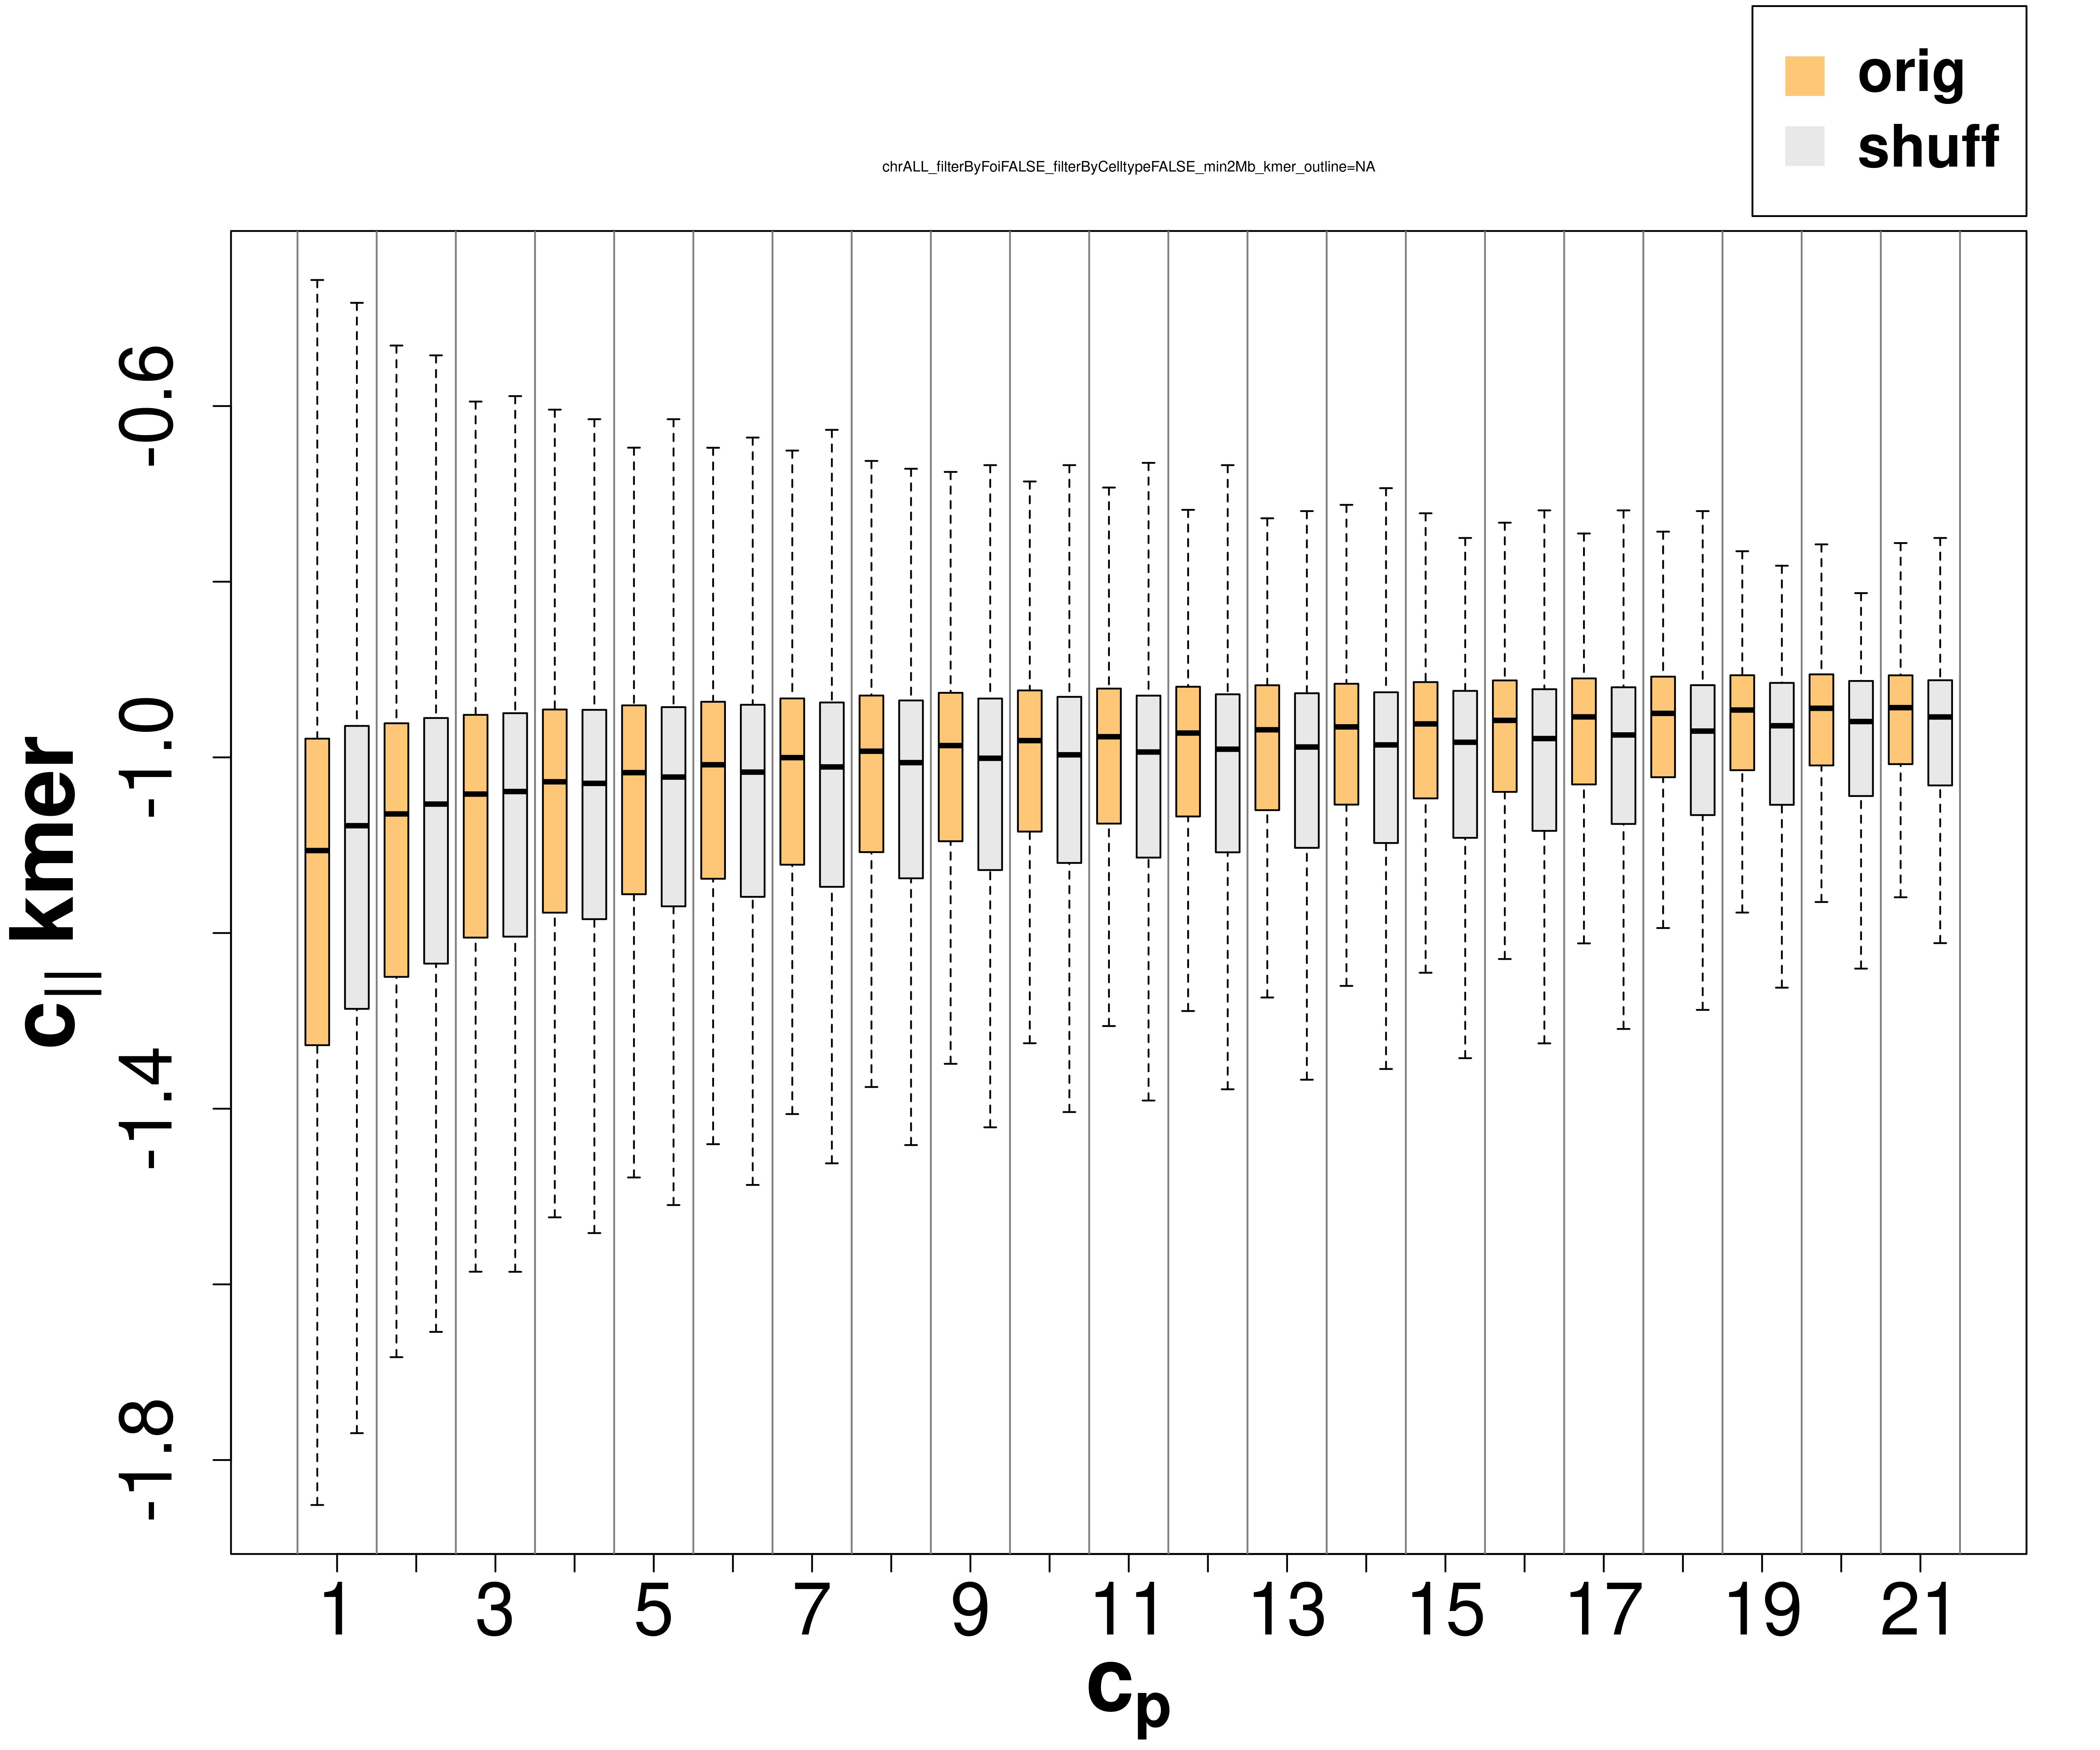 orig
shuff
chrALL_filterByFoiFALSE_filterByCelltypeFALSE_min2Mb_kmer_outline=NA
c|| kmer
-0.6
-1.0
-1.4
-1.8
1 3 5 7 9 11 13 15 17 19 21
cp